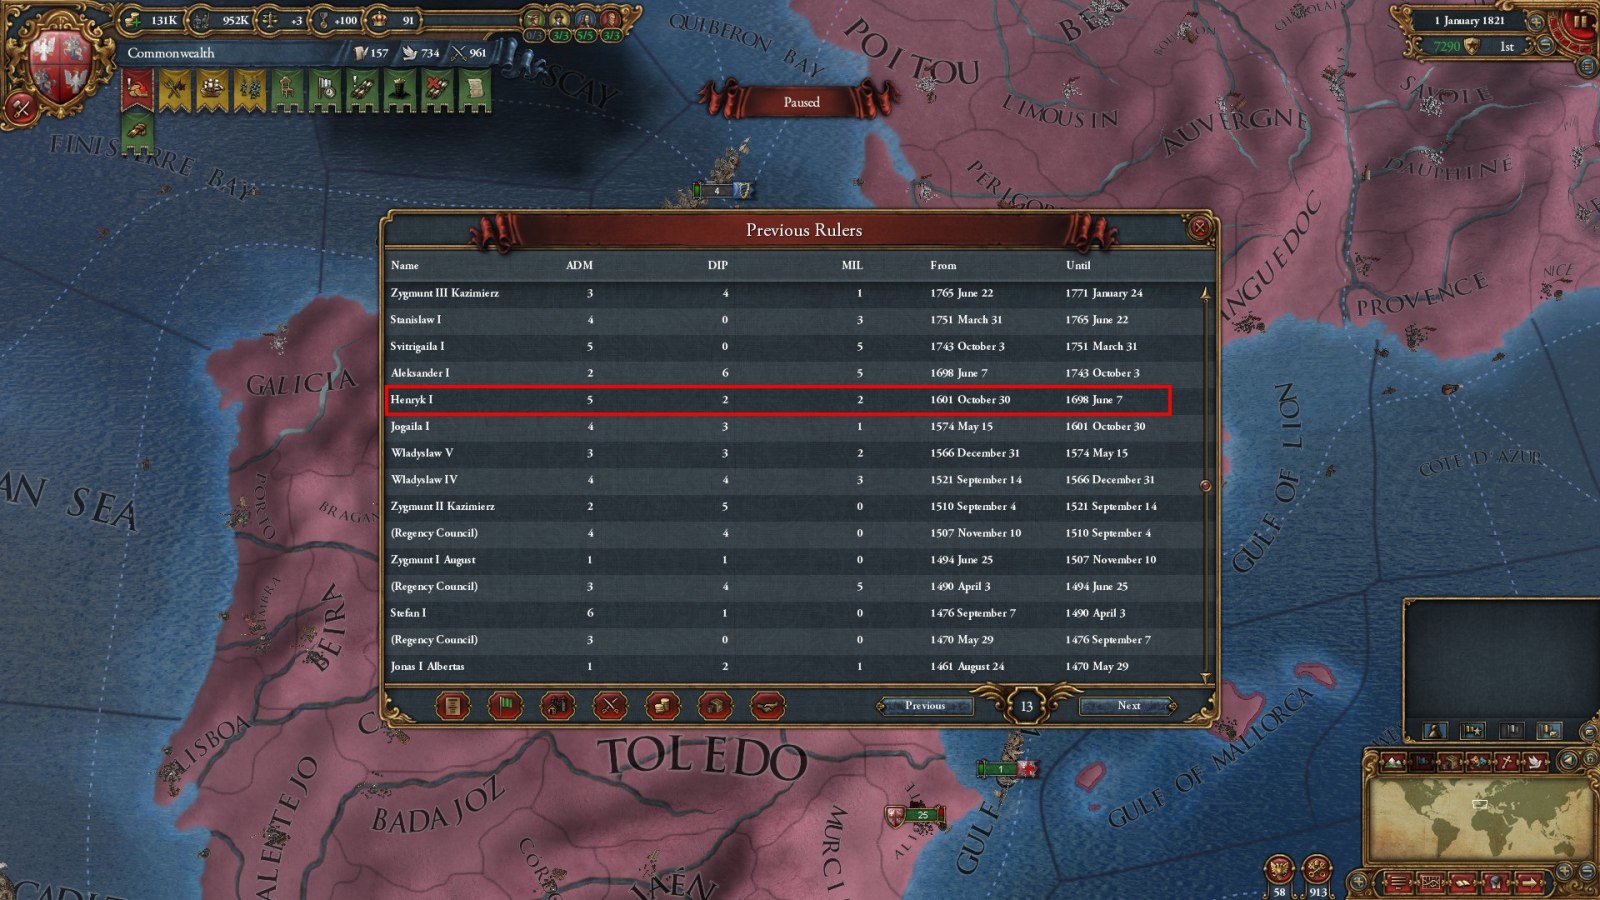 131K 952K +3 +100 91
0/3 3/3 5/5 3/3
Commonwealth 157 734 961
1 January 1821
7290 1st
QUIBERON BAY
POITOU
LIMOUSIN
AUVERGNE
SAVOIE
DAUPHINÉ
FINISTERRE BAY
Paused
4
LANGUEDOC
PROVENCE
NICE
Previous Rulers
Name ADM DIP MIL From Until
Zygmunt III Kazimierz 3 4 1 1765 June 22 1771 January 24
Stanislaw I 4 0 3 1751 March 31 1765 June 22
Svitrigaila I 5 0 5 1743 October 3 1751 March 31
Aleksander I 2 6 5 1698 June 7 1743 October 3
Henryk I 5 2 2 1601 October 30 1698 June 7
Jogaila I 4 3 1 1574 May 15 1601 October 30
Wladyslaw V 3 3 2 1566 December 31 1574 May 15
Wladyslaw IV 4 4 3 1521 September 14 1566 December 31
Zygmunt II Kazimierz 2 5 0 1510 September 4 1521 September 14
(Regency Council) 4 4 0 1507 November 10 1510 September 4
Zygmunt I August 1 1 0 1494 June 25 1507 November 10
(Regency Council) 3 4 5 1490 April 3 1494 June 25
Stefan I 6 1 0 1476 September 7 1490 April 3
(Regency Council) 3 0 0 1470 May 29 1476 September 7
Jonas I Albertas 1 2 1 1461 August 24 1470 May 29
Previous 13 Next
GALICIA
PORTO
BEIRA
LISBOA
ALENTEJO
BADAJOZ
TOLEDO
JAÉN
GULF OF LION
CÔTE D'AZUR
GULF OF MALLORCA
1
25
58 913